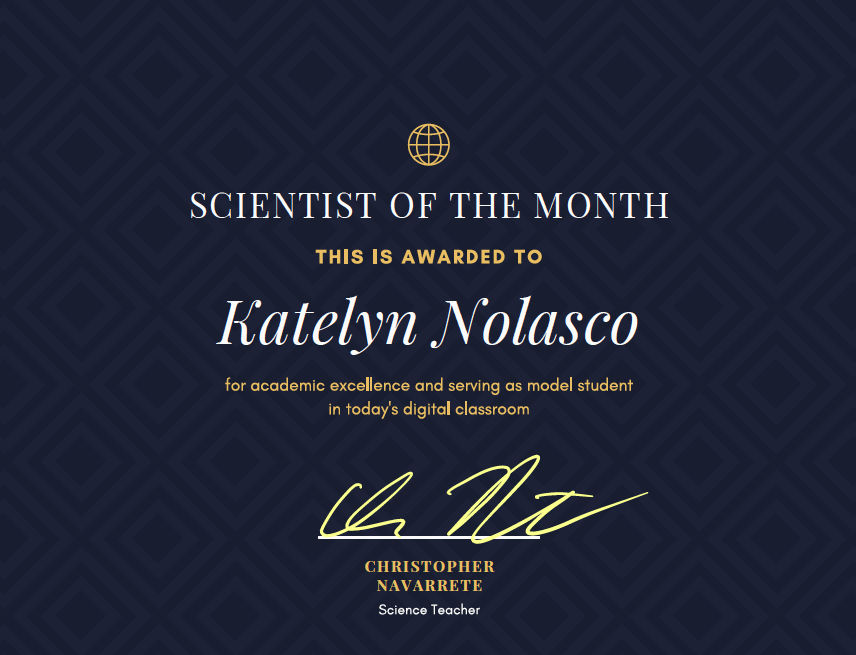 SCIENTIST OF THE MONTH
THIS IS AWARDED TO
Katelyn Nolasco
for academic excellence and serving as model student
in today's digital classroom
CHRISTOPHER
NAVARRETE
Science Teacher